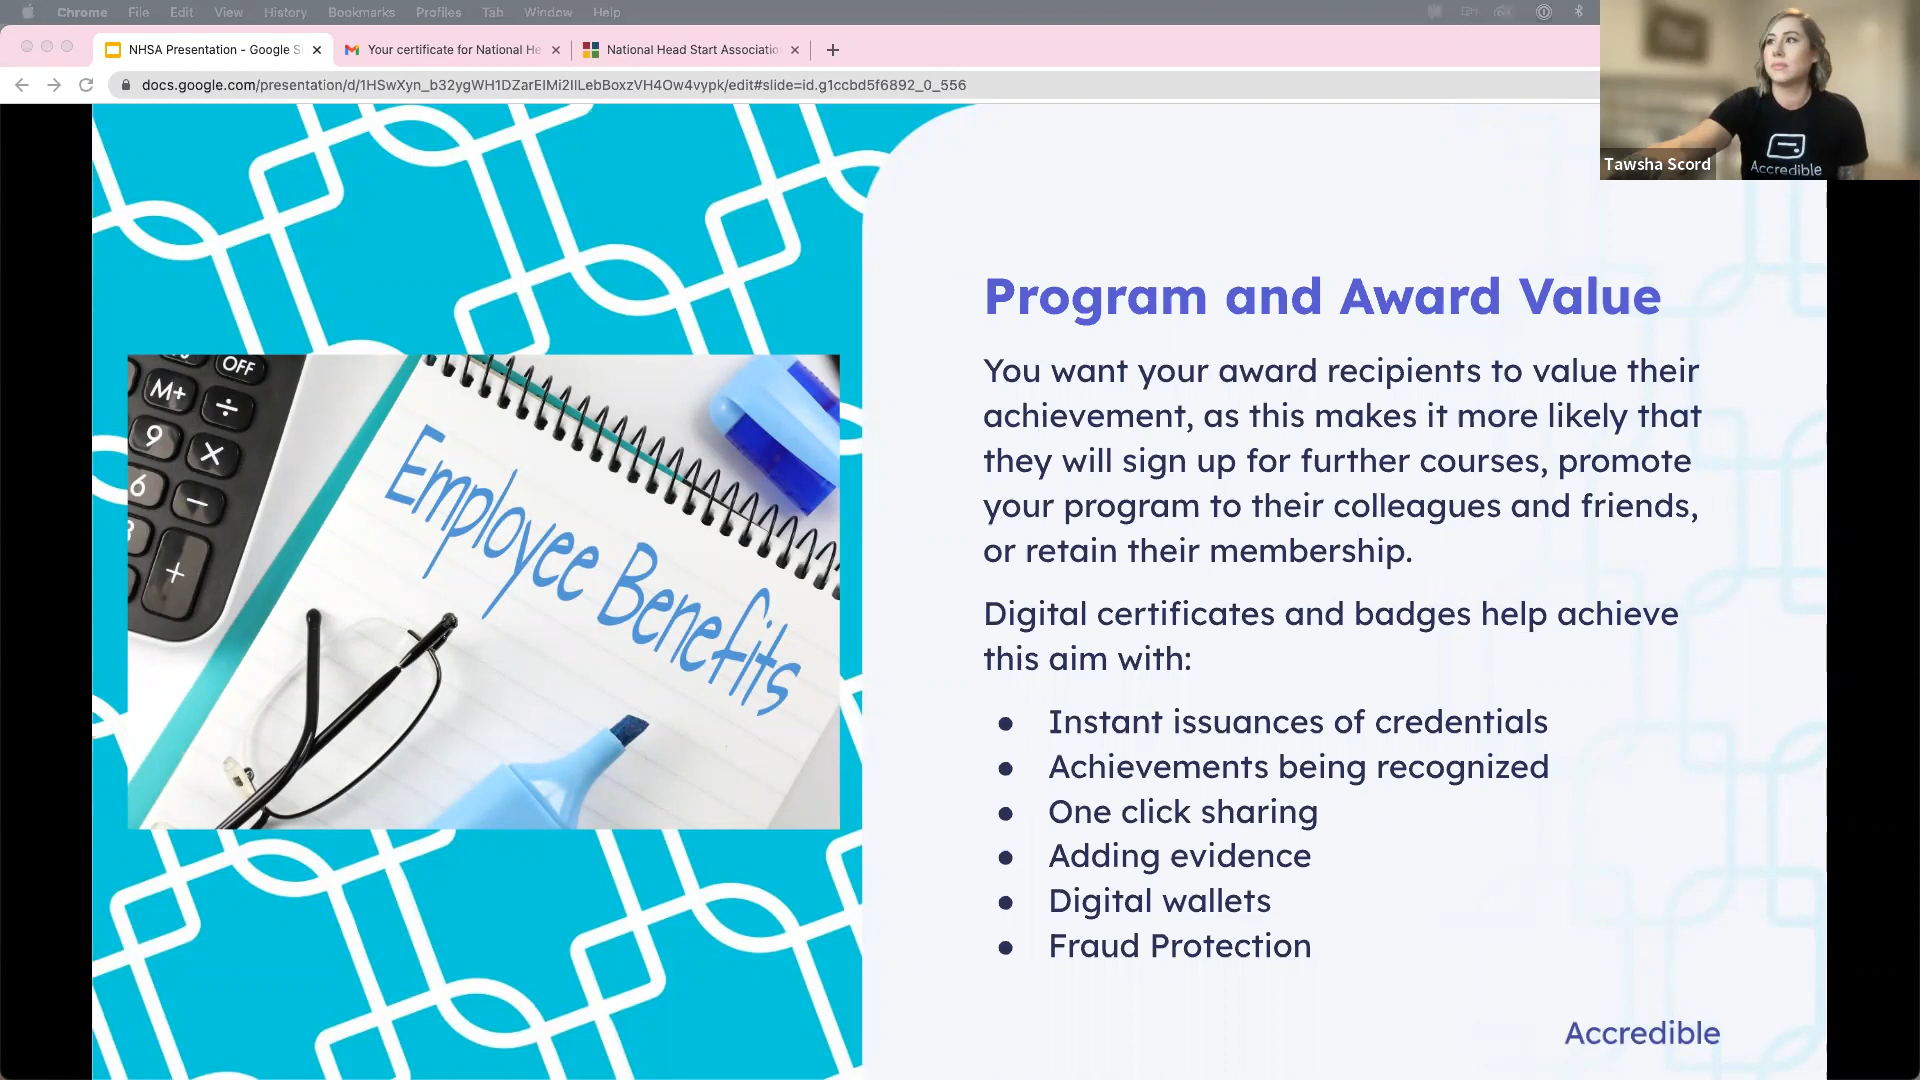 Chrome File Edit View History Bookmarks Profiles Tab Window Help
NHSA Presentation - Google S
Your certificate for National He
National Head Start Associatio
docs.google.com/presentation/d/1HSwXyn_b32ygWH1DZarEIMi2IlLebBoxzVH4Ow4vypk/edit#slide=id.g1ccbd5f6892_0_556
Accredible
Tawsha Scord
OFF
M+ ÷
9 ×
6 −
+
Employee Benefits
Program and Award Value
You want your award recipients to value their
achievement, as this makes it more likely that
they will sign up for further courses, promote
your program to their colleagues and friends,
or retain their membership.
Digital certificates and badges help achieve
this aim with:
● Instant issuances of credentials
● Achievements being recognized
● One click sharing
● Adding evidence
● Digital wallets
● Fraud Protection
Accredible